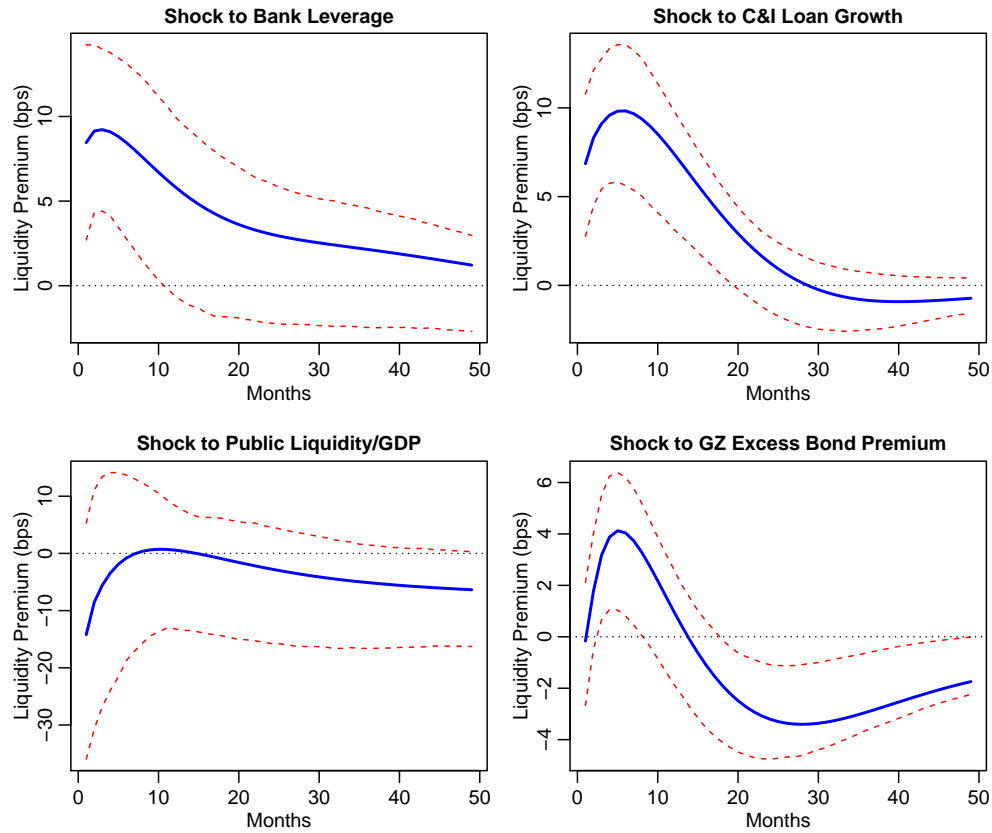 Shock to Bank Leverage
Liquidity Premium (bps)
10
5
0
0 10 20 30 40 50
Months
Shock to C&I Loan Growth
Liquidity Premium (bps)
10
5
0
0 10 20 30 40 50
Months
Shock to Public Liquidity/GDP
Liquidity Premium (bps)
10
0
−10
−20
−30
0 10 20 30 40 50
Months
Shock to GZ Excess Bond Premium
Liquidity Premium (bps)
6
4
2
0
−2
−4
0 10 20 30 40 50
Months